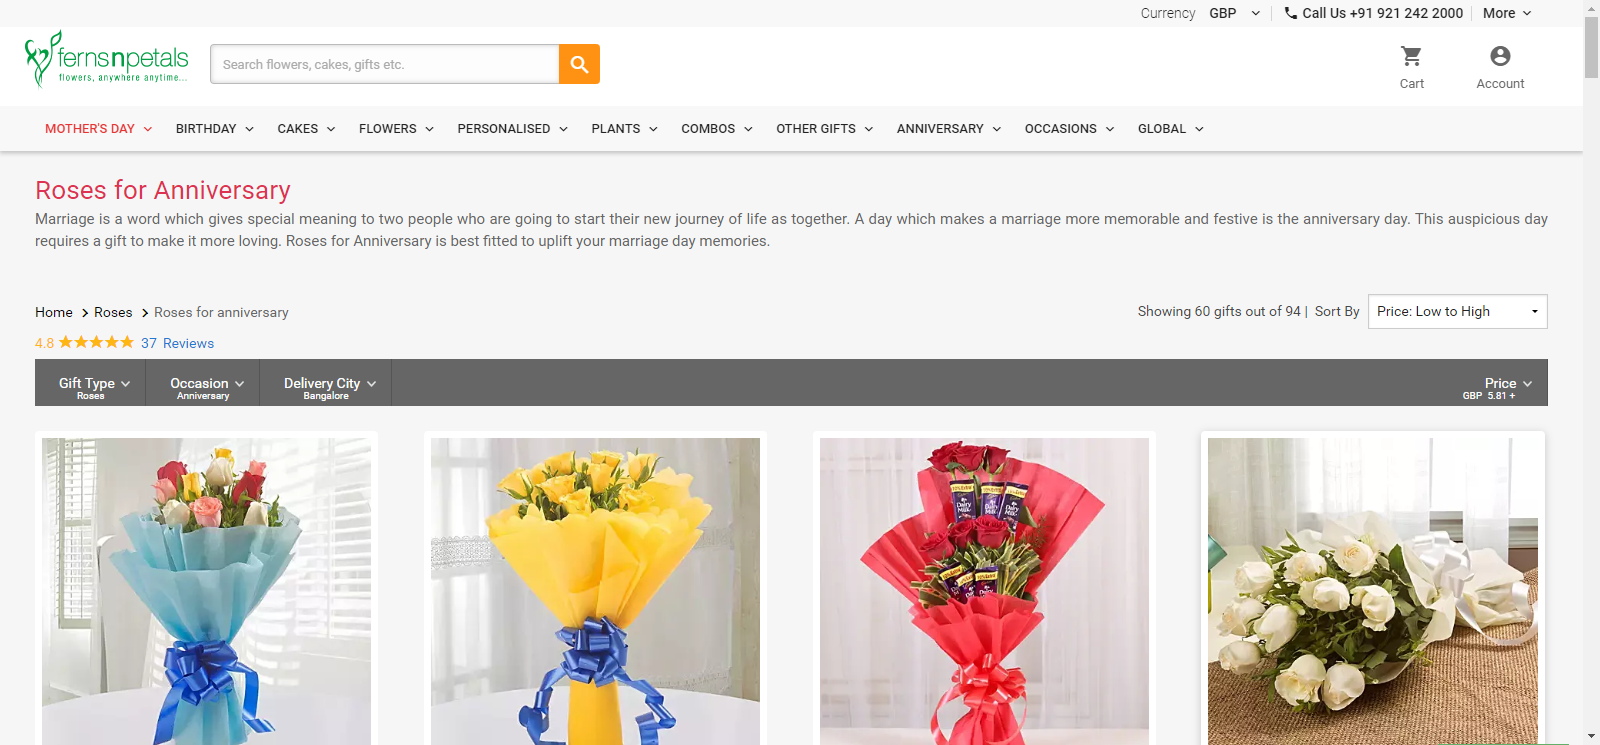 Currency GBP Call Us +91 921 242 2000 More
fernsnpetals
flowers, anywhere anytime...
Search flowers, cakes, gifts etc.
Cart Account
MOTHER'S DAY BIRTHDAY CAKES FLOWERS PERSONALISED PLANTS COMBOS OTHER GIFTS ANNIVERSARY OCCASIONS GLOBAL
Roses for Anniversary
Marriage is a word which gives special meaning to two people who are going to start their new journey of life as together. A day which makes a marriage more memorable and festive is the anniversary day. This auspicious day
requires a gift to make it more loving. Roses for Anniversary is best fitted to uplift your marriage day memories.
Home Roses Roses for anniversary
Showing 60 gifts out of 94 | Sort By Price: Low to High
4.8 37 Reviews
Gift Type Occasion Delivery City Price
Roses Anniversary Bangalore GBP 5.81 +
Dairy Milk
Dairy Milk
Dairy Milk